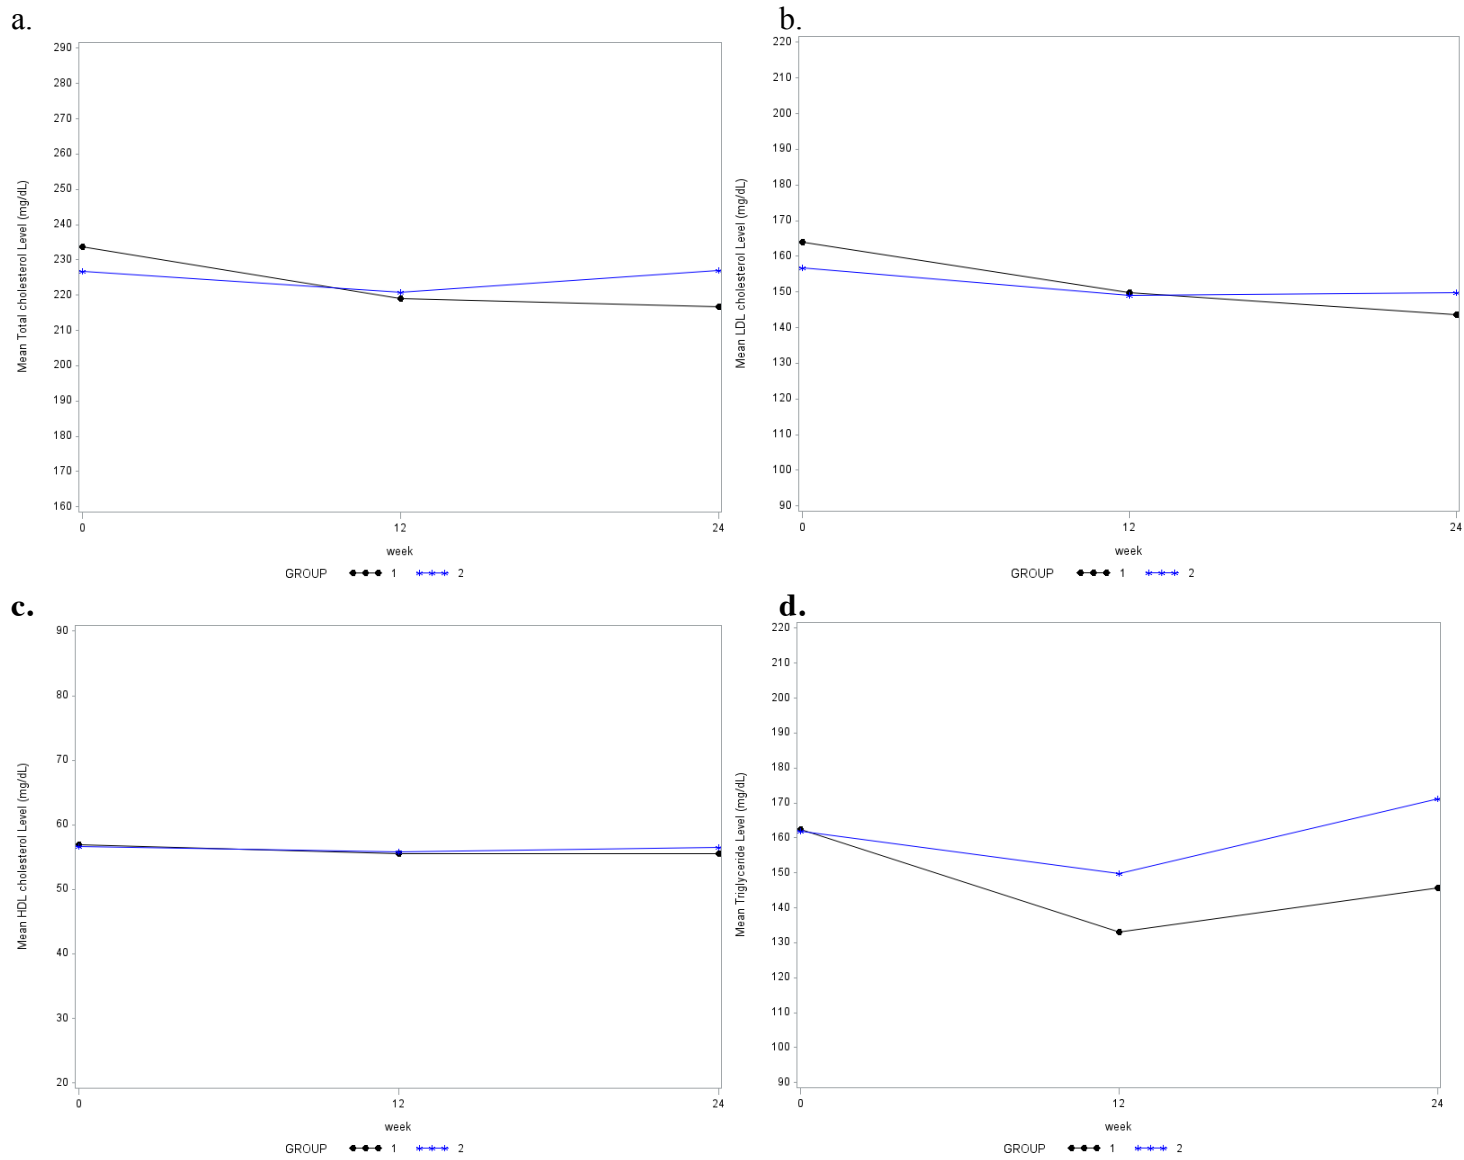 a.
290
280
270
260
250
240
230
220
210
200
190
180
170
160
Mean Total cholesterol Level (mg/dL)
0 12 24
week
GROUP 1 2
b.
220
210
200
190
180
170
160
150
140
130
120
110
100
90
Mean LDL cholesterol Level (mg/dL)
0 12 24
week
GROUP 1 2
c.
90
80
70
60
50
40
30
20
Mean HDL cholesterol Level (mg/dL)
0 12 24
week
GROUP 1 2
d.
220
210
200
190
180
170
160
150
140
130
120
110
100
90
Mean Triglyceride Level (mg/dL)
0 12 24
week
GROUP 1 2